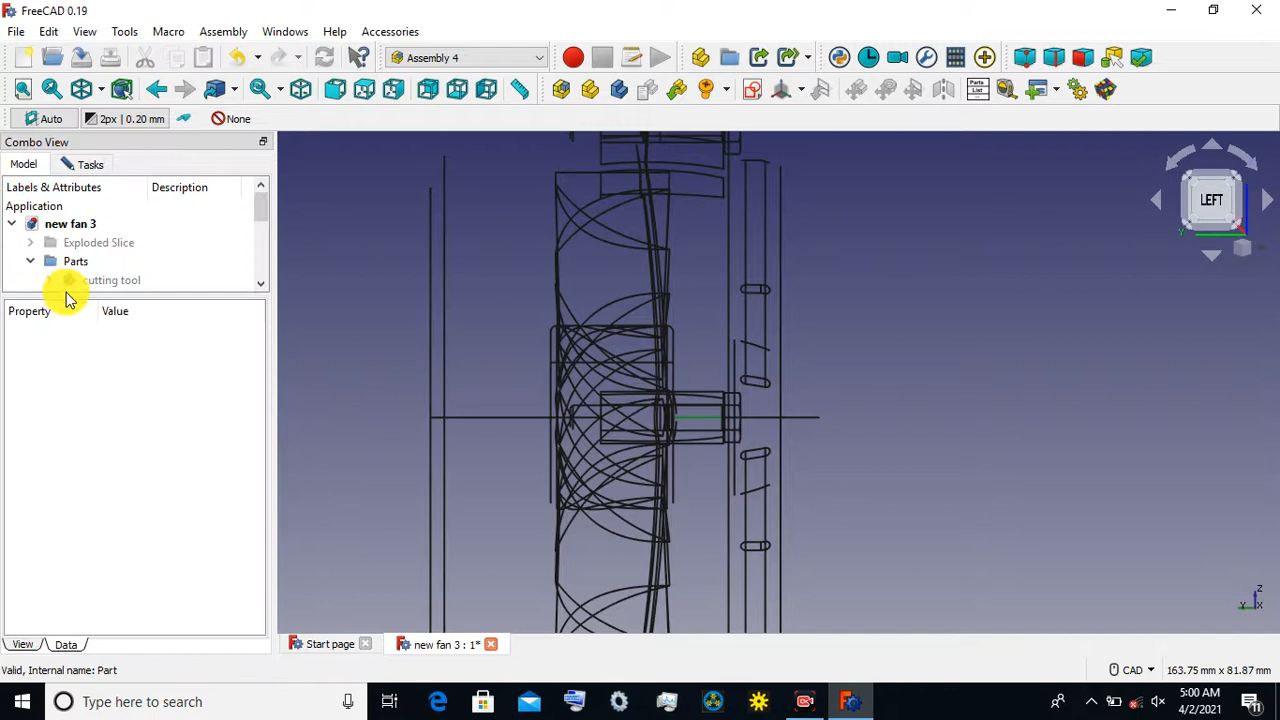 FreeCAD 0.19
File Edit View Tools Macro Assembly Windows Help Accessories
Assembly 4
Parts List
Auto 2px | 0.20 mm None
Combo View
Model Tasks
Labels & Attributes Description
Application
new fan 3
Exploded Slice
Parts
cutting tool
Property Value
LEFT
Y
Z
Y X
View Data
Start page new fan 3 : 1*
Valid, Internal name: Part
CAD 163.75 mm x 81.87 mm
Type here to search
5:00 AM
4/2/2021
11